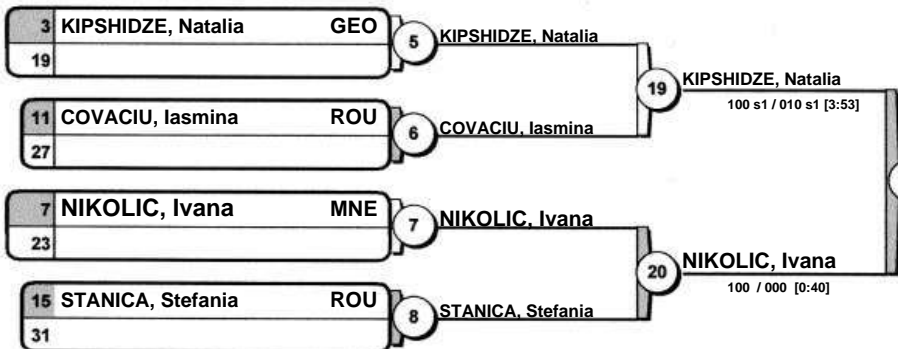 3 KIPSHIDZE, Natalia GEO
19
5 KIPSHIDZE, Natalia
11 COVACIU, Iasmina ROU
27
6 COVACIU, Iasmina
19 KIPSHIDZE, Natalia
100 s1 / 010 s1 [3:53]
7 NIKOLIC, Ivana MNE
23
7 NIKOLIC, Ivana
15 STANICA, Stefania ROU
31
8 STANICA, Stefania
20 NIKOLIC, Ivana
100 / 000 [0:40]